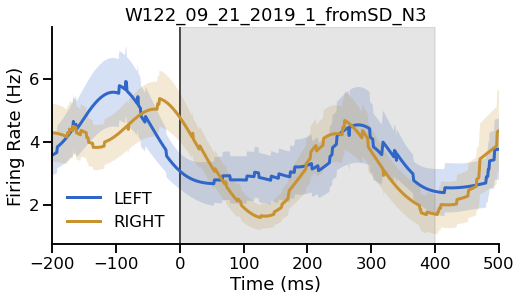 W122_09_21_2019_1_fromSD_N3
Firing Rate (Hz)
6
4
2
LEFT
RIGHT
−200 −100 0 100 200 300 400 500
Time (ms)